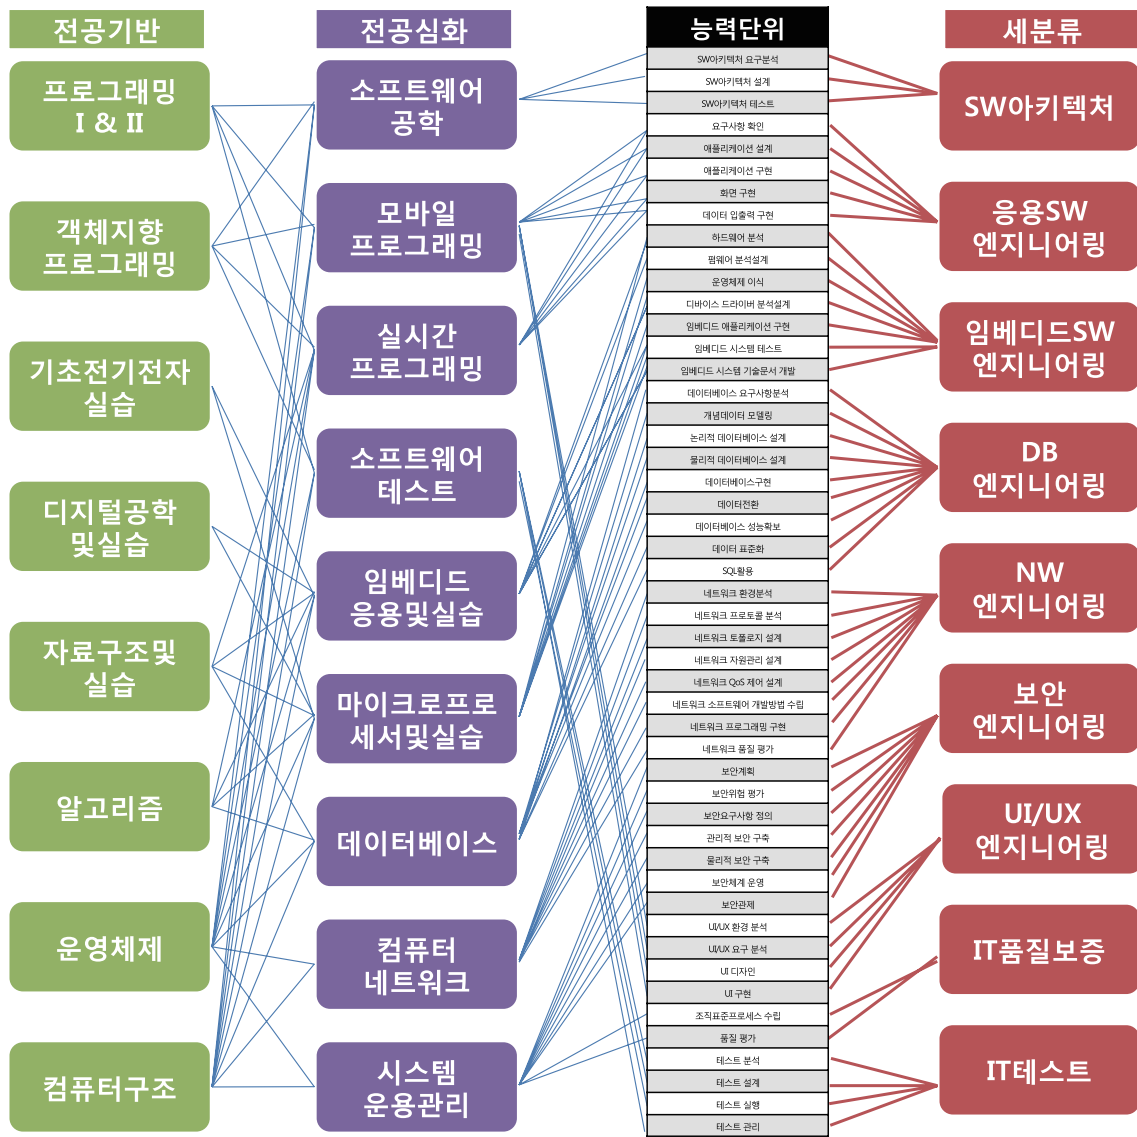 전공기반
프로그래밍
I & II
객체지향
프로그래밍
기초전기전자
실습
디지털공학
및실습
자료구조및
실습
알고리즘
운영체제
컴퓨터구조
전공심화
소프트웨어
공학
모바일
프로그래밍
실시간
프로그래밍
소프트웨어
테스트
임베디드
응용및실습
마이크로프로
세서및실습
데이터베이스
컴퓨터
네트워크
시스템
운용관리
능력단위
SW아키텍처 요구분석
SW아키텍처 설계
SW아키텍처 테스트
요구사항 확인
애플리케이션 설계
애플리케이션 구현
화면 구현
데이터 입출력 구현
하드웨어 분석
펌웨어 분석설계
운영체제 이식
디바이스 드라이버 분석설계
임베디드 애플리케이션 구현
임베디드 시스템 테스트
임베디드 시스템 기술문서 개발
데이터베이스 요구사항분석
개념데이터 모델링
논리적 데이터베이스 설계
물리적 데이터베이스 설계
데이터베이스구현
데이터전환
데이터베이스 성능확보
데이터 표준화
SQL활용
네트워크 환경분석
네트워크 프로토콜 분석
네트워크 토폴로지 설계
네트워크 자원관리 설계
네트워크 QoS 제어 설계
네트워크 소프트웨어 개발방법 수립
네트워크 프로그래밍 구현
네트워크 품질 평가
보안계획
보안위험 평가
보안요구사항 정의
관리적 보안 구축
물리적 보안 구축
보안체계 운영
보안관제
UI/UX 환경 분석
UI/UX 요구 분석
UI 디자인
UI 구현
조직표준프로세스 수립
품질 평가
테스트 분석
테스트 설계
테스트 실행
테스트 관리
세분류
SW아키텍처
응용SW
엔지니어링
임베디드SW
엔지니어링
DB
엔지니어링
NW
엔지니어링
보안
엔지니어링
UI/UX
엔지니어링
IT품질보증
IT테스트